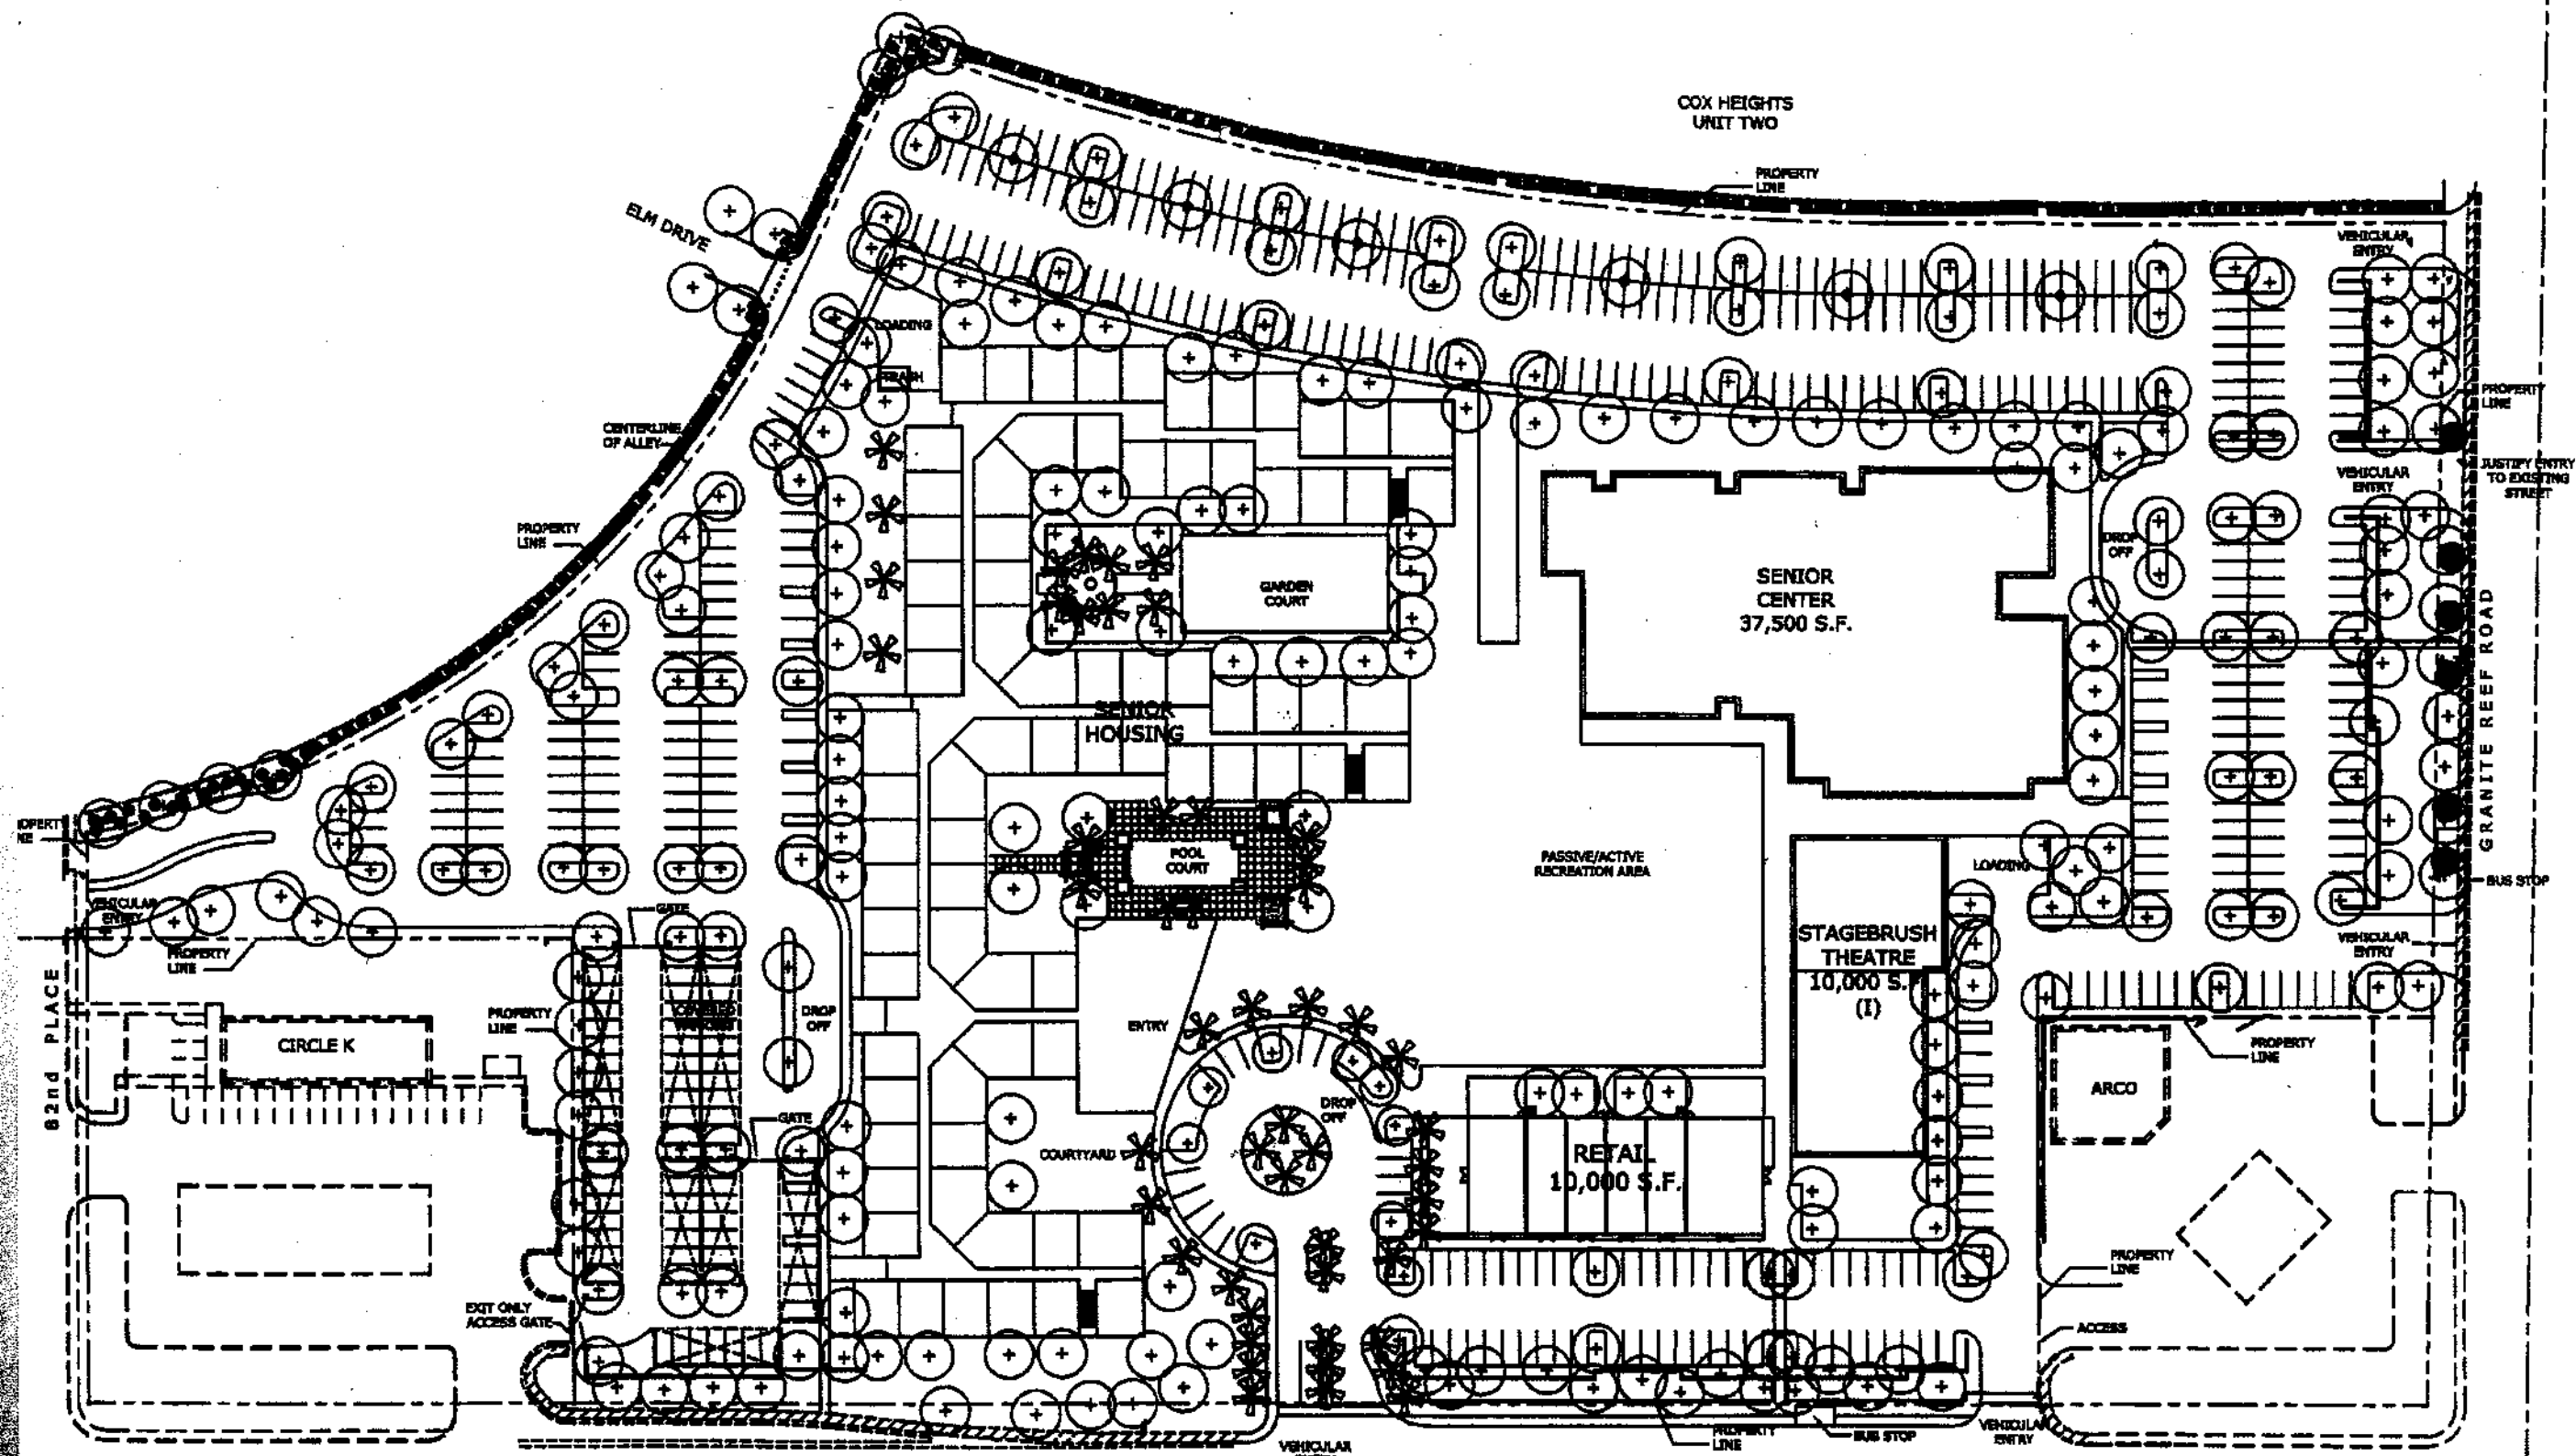 COX HEIGHTS
UNIT TWO
PROPERTY
LINE
ELM DRIVE
VEHICULAR
ENTRY
LOADING
TRASH
CENTERLINE
OF ALLEY
PROPERTY
LINE
VEHICULAR
ENTRY
JUSTIFY ENTRY
TO EXISTING
STREET
PROPERTY
LINE
DROP
OFF
GARDEN
COURT
SENIOR
CENTER
37,500 S.F.
GRANITE REEF ROAD
SENIOR
HOUSING
POOL
COURT
PASSIVE/ACTIVE
RECREATION AREA
LOADING
BUS STOP
VEHICULAR
ENTRY
GATE
STAGEBRUSH
THEATRE
10,000 S.F.
(I)
VEHICULAR
ENTRY
PROPERTY
LINE
82nd PLACE
PROPERTY
LINE
DROP
OFF
ENTRY
CIRCLE K
PROPERTY
LINE
ARCO
GATE
DROP
OFF
COURTYARD
RETAIL
10,000 S.F.
PROPERTY
LINE
EXIT ONLY
ACCESS GATE
ACCESS
PROPERTY
LINE
BUS STOP
VEHICULAR
ENTRY
VEHICULAR